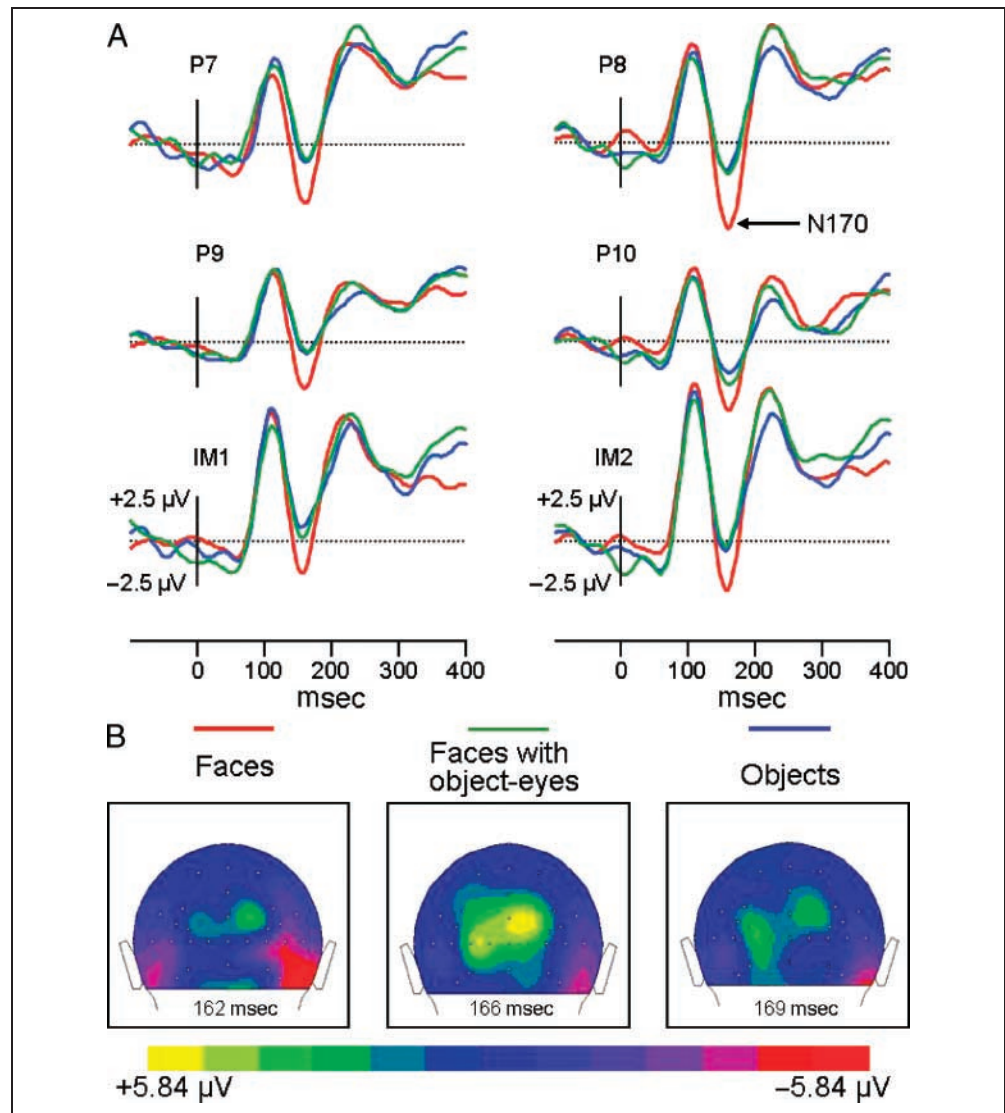 A
P7
P8
N170
P9
P10
IM1
IM2
+2.5 µV
+2.5 µV
−2.5 µV
−2.5 µV
0 100 200 300 400
0 100 200 300 400
msec
msec
B
Faces
Faces with
object-eyes
Objects
162 msec
166 msec
169 msec
+5.84 µV
−5.84 µV